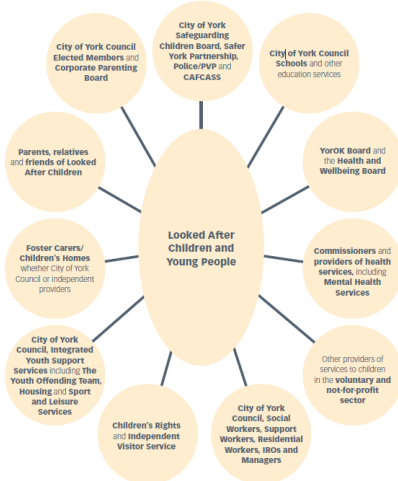 City of York
Safeguarding
Children Board, Safer
York Partnership,
Police/PVP and
CAFCASS
City of York Council
Elected Members and
Corporate Parenting
Board
City of York Council
Schools and other
education services
Parents, relatives
and friends of Looked
After Children
YorOK Board and
the Health and
Wellbeing Board
Looked After
Children and
Young People
Foster Carers/
Children's Homes
whether City of York
Council or independent
providers
Commissioners and
providers of health
services, including
Mental Health
Services
City of York
Council, Integrated
Youth Support
Services including The
Youth Offending Team,
Housing and Sport
and Leisure
Services
Other providers of
services to children
in the voluntary and
not-for-profit
sector
Children's Rights
and Independent
Visitor Service
City of York
Council, Social
Workers, Support
Workers, Residential
Workers, IROs and
Managers